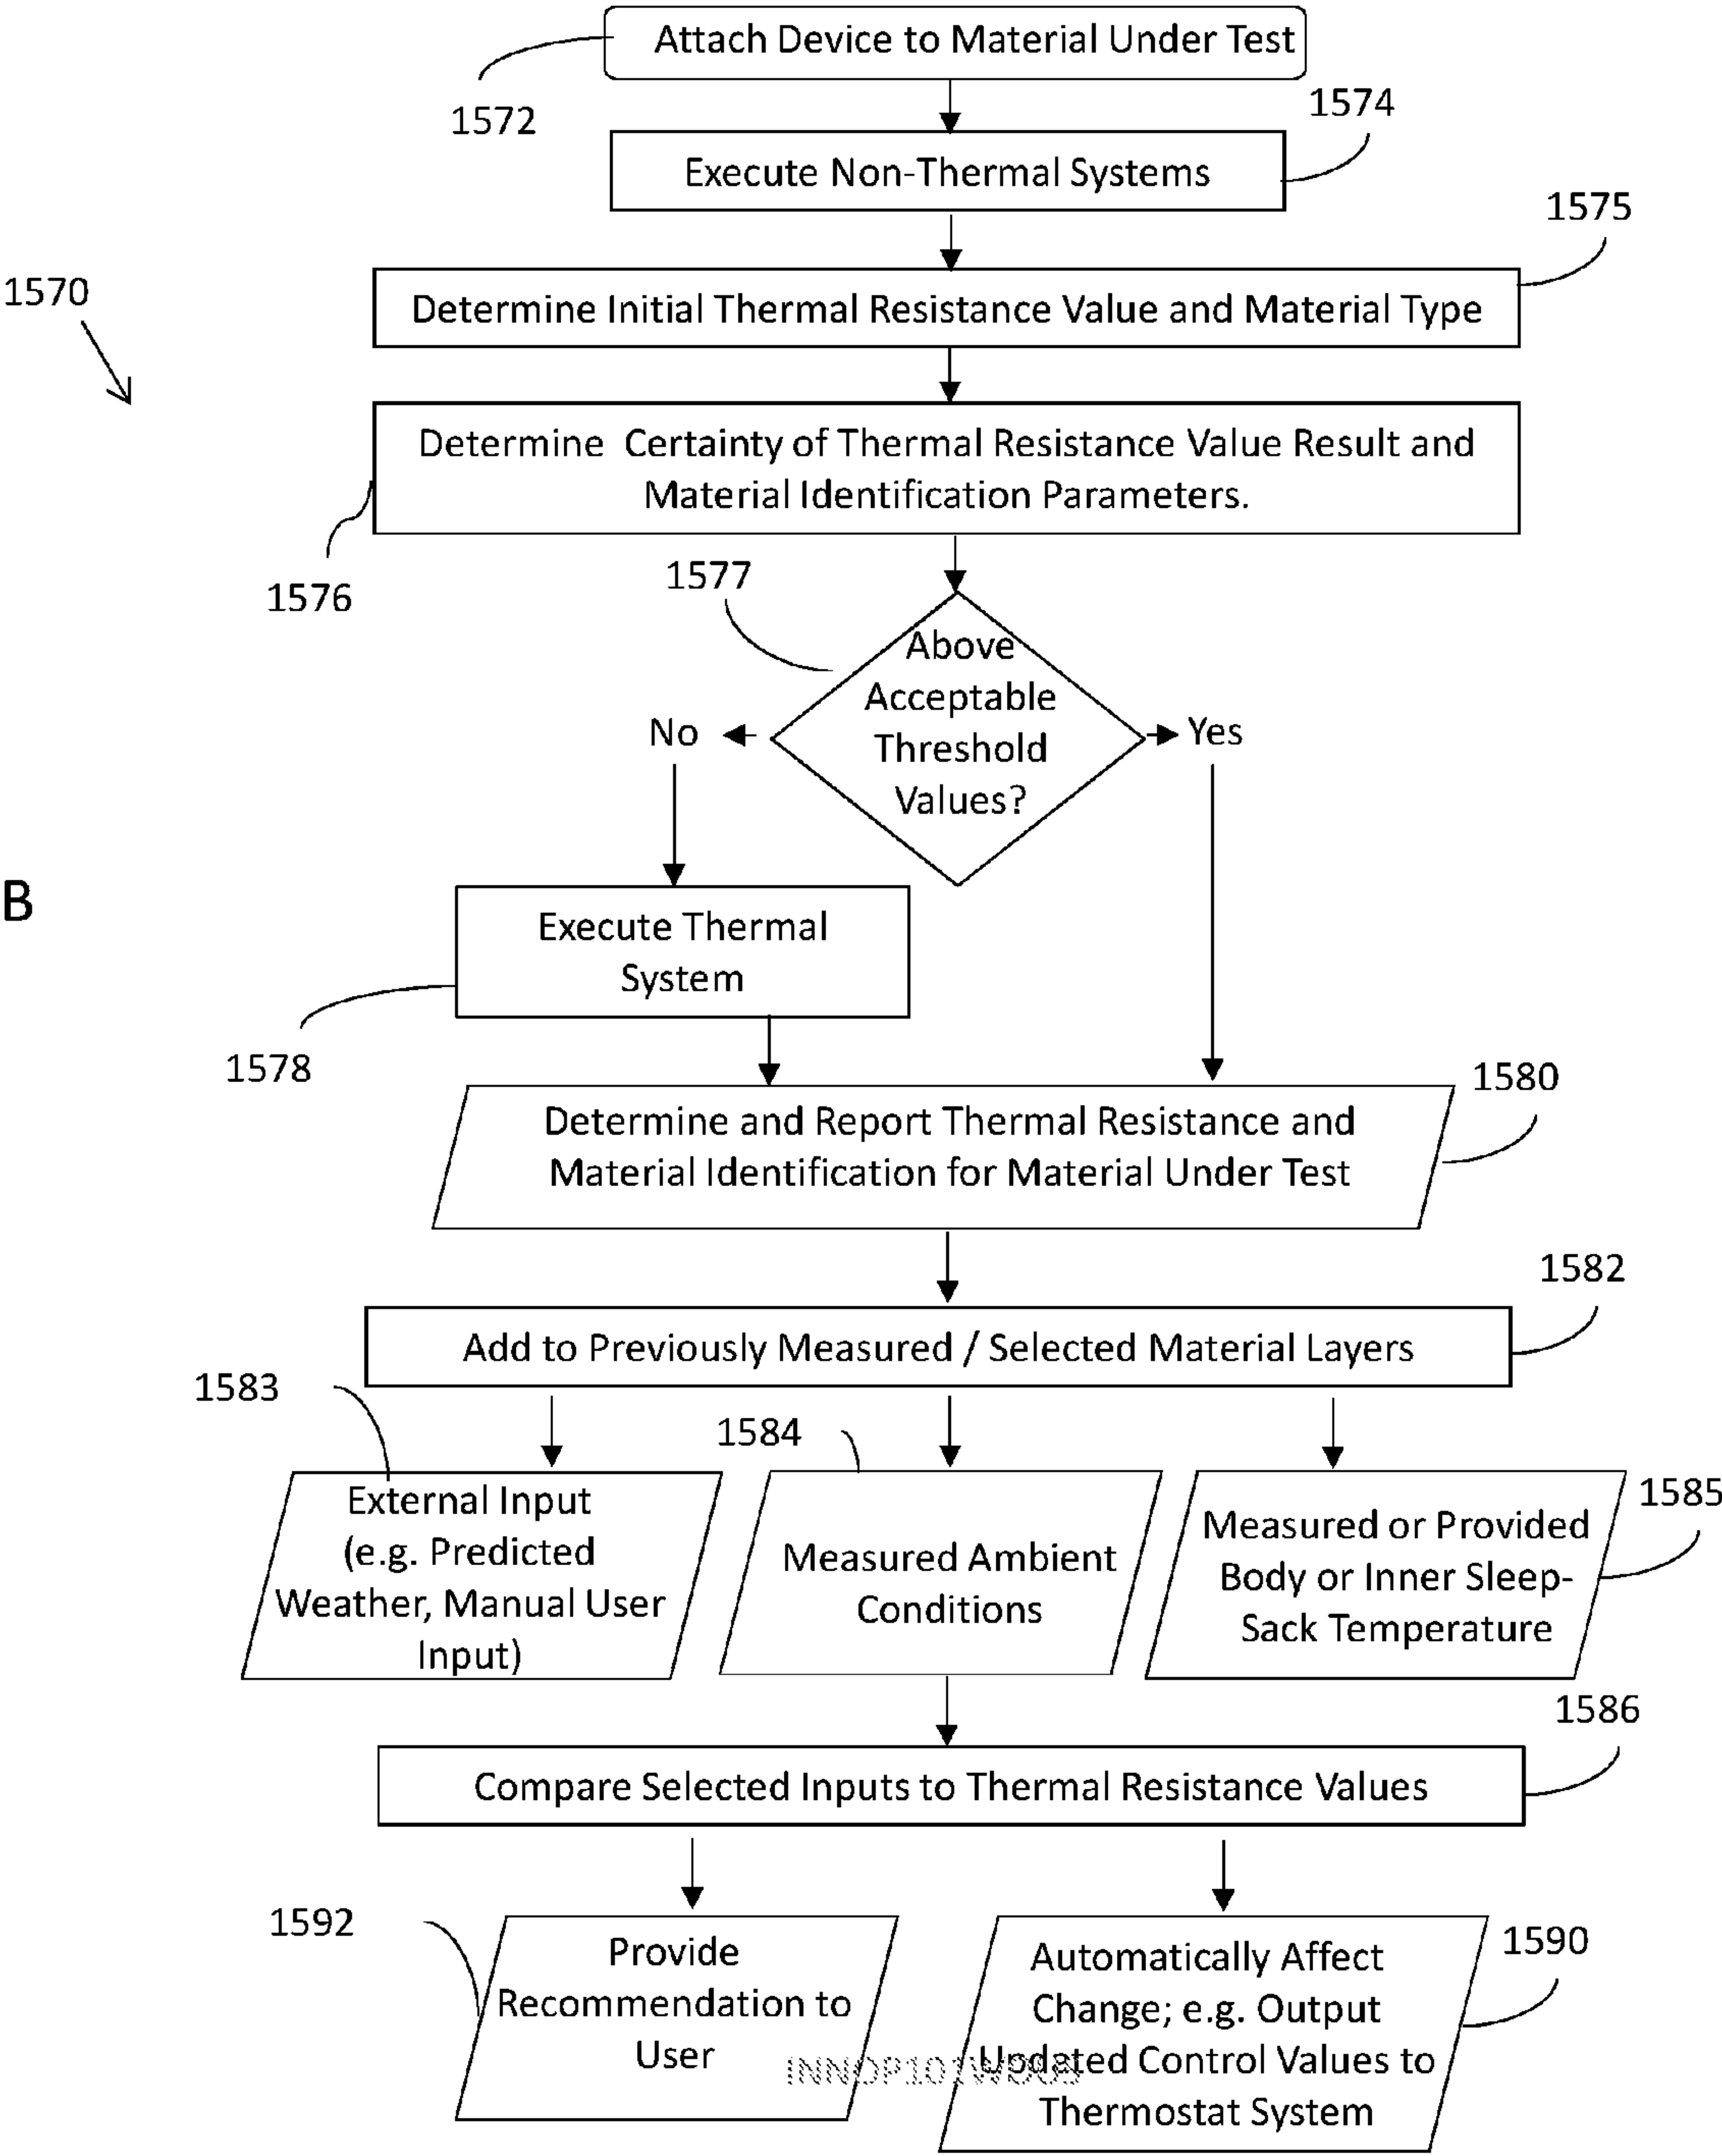 Attach Device to Material Under Test
1572
1574
Execute Non-Thermal Systems
1575
1570
Determine Initial Thermal Resistance Value and Material Type
Determine Certainty of Thermal Resistance Value Result and
Material Identification Parameters.
1576
1577
Above
Acceptable
Threshold
Values?
No
Yes
B
Execute Thermal
System
1578
1580
Determine and Report Thermal Resistance and
Material Identification for Material Under Test
1582
Add to Previously Measured / Selected Material Layers
1583
1584
1585
External Input
(e.g. Predicted
Weather, Manual User
Input)
Measured Ambient
Conditions
Measured or Provided
Body or Inner Sleep-
Sack Temperature
1586
Compare Selected Inputs to Thermal Resistance Values
1592
Provide
Recommendation to
User
1590
Automatically Affect
Change; e.g. Output
Updated Control Values to
Thermostat System